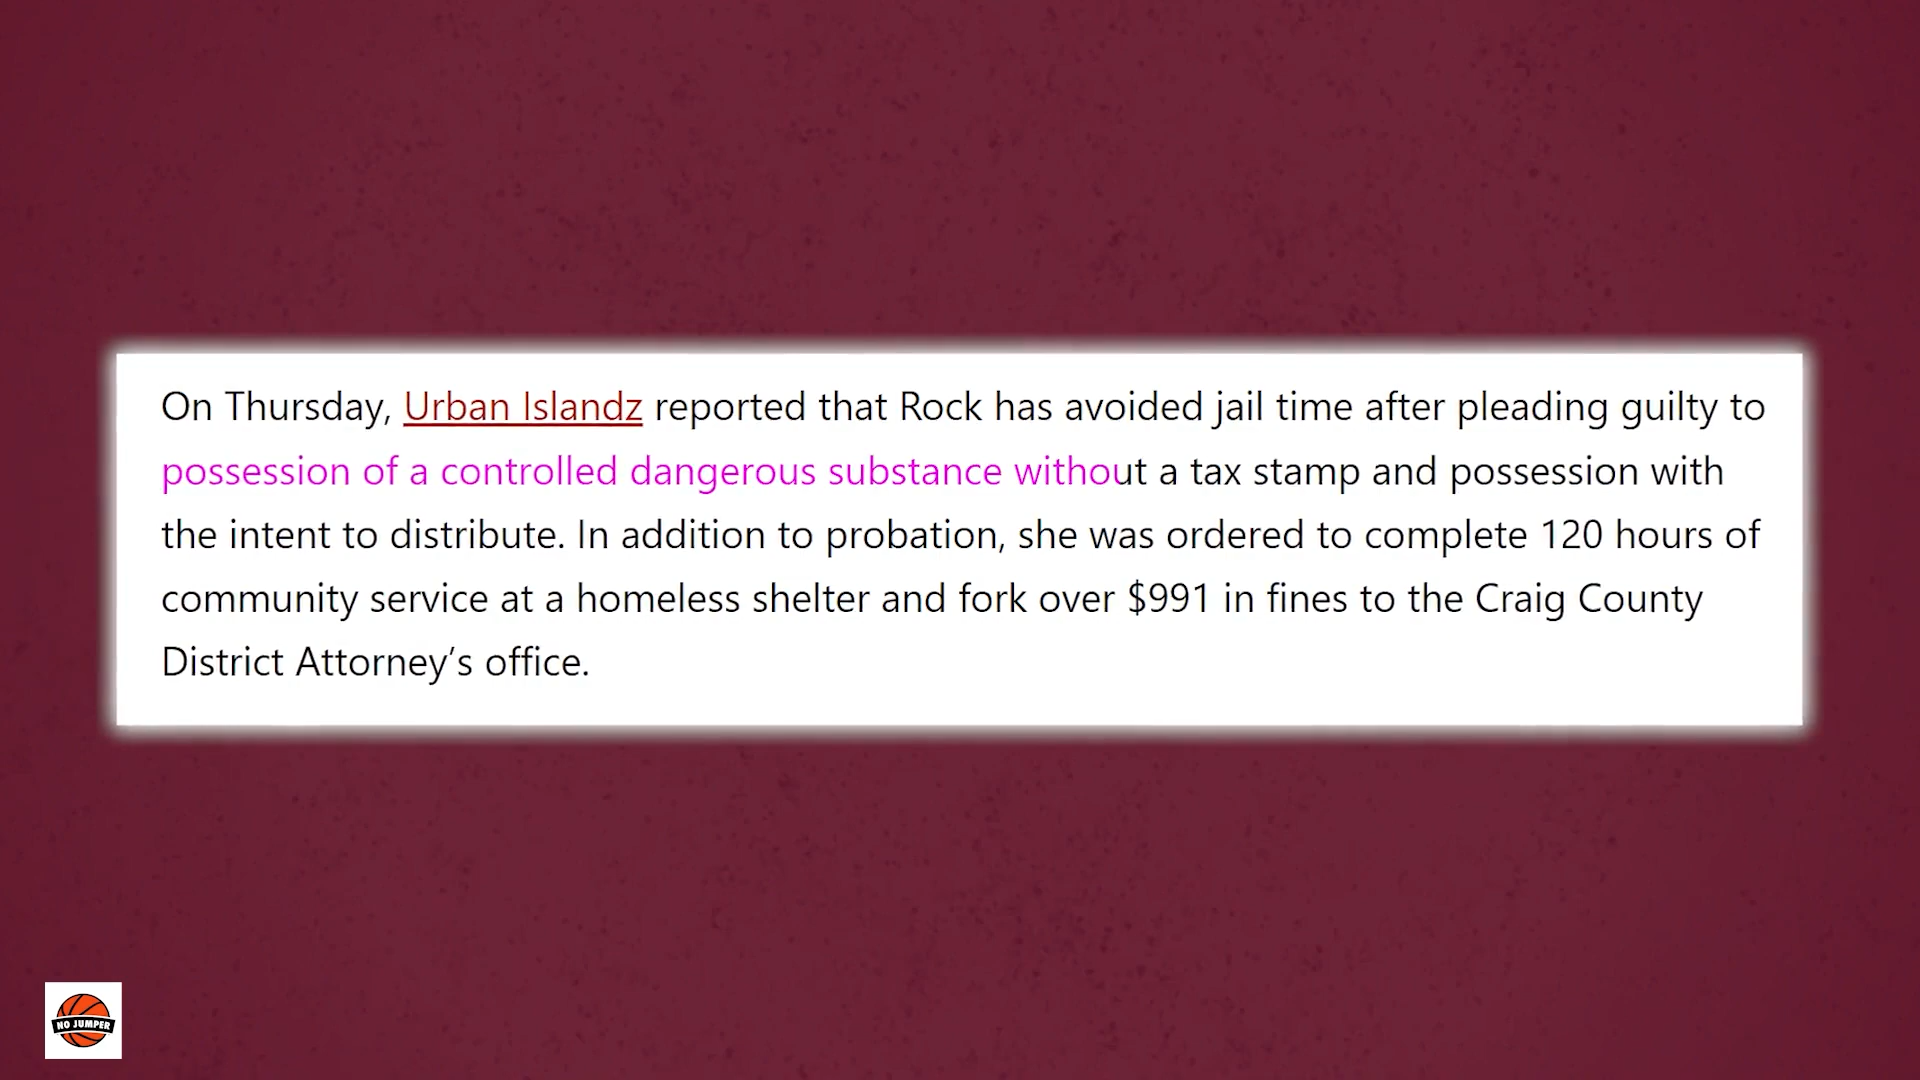 On Thursday, Urban Islandz reported that Rock has avoided jail time after pleading guilty to
possession of a controlled dangerous substance without a tax stamp and possession with
the intent to distribute. In addition to probation, she was ordered to complete 120 hours of
community service at a homeless shelter and fork over $991 in fines to the Craig County
District Attorney’s office.
NO JUMPER